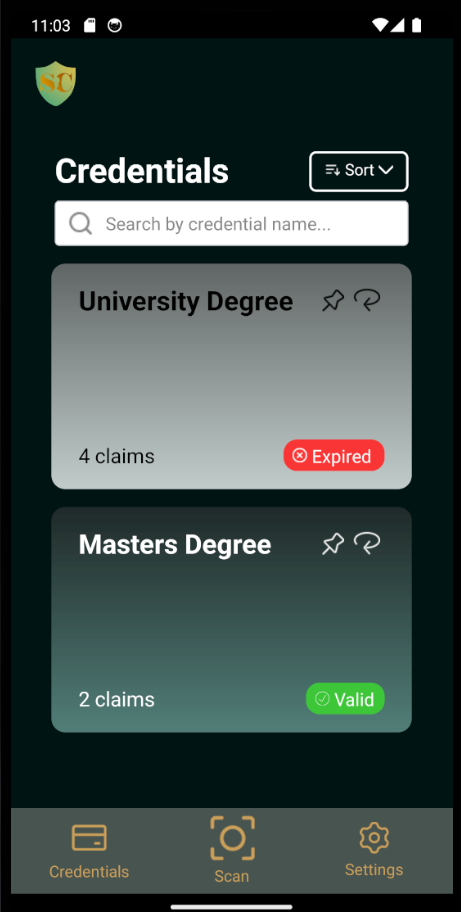 11:03
SC
Credentials
Sort
Search by credential name...
University Degree
4 claims
Expired
Masters Degree
2 claims
Valid
Credentials
Scan
Settings